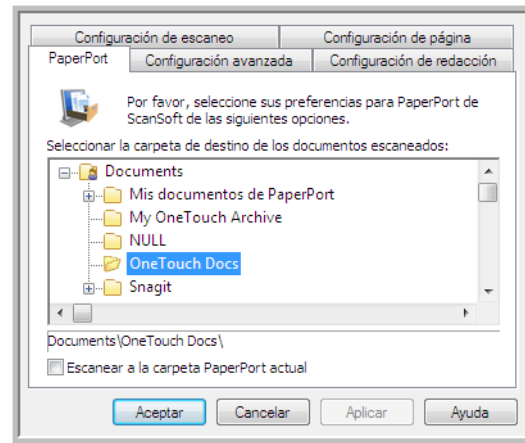 Configuración de escaneo
Configuración de página
PaperPort
Configuración avanzada
Configuración de redacción
Por favor, seleccione sus preferencias para PaperPort de
ScanSoft de las siguientes opciones.
Seleccionar la carpeta de destino de los documentos escaneados:
Documents
Mis documentos de PaperPort
My OneTouch Archive
NULL
OneTouch Docs
Snagit
Documents\OneTouch Docs\
Escanear a la carpeta PaperPort actual
Aceptar
Cancelar
Aplicar
Ayuda